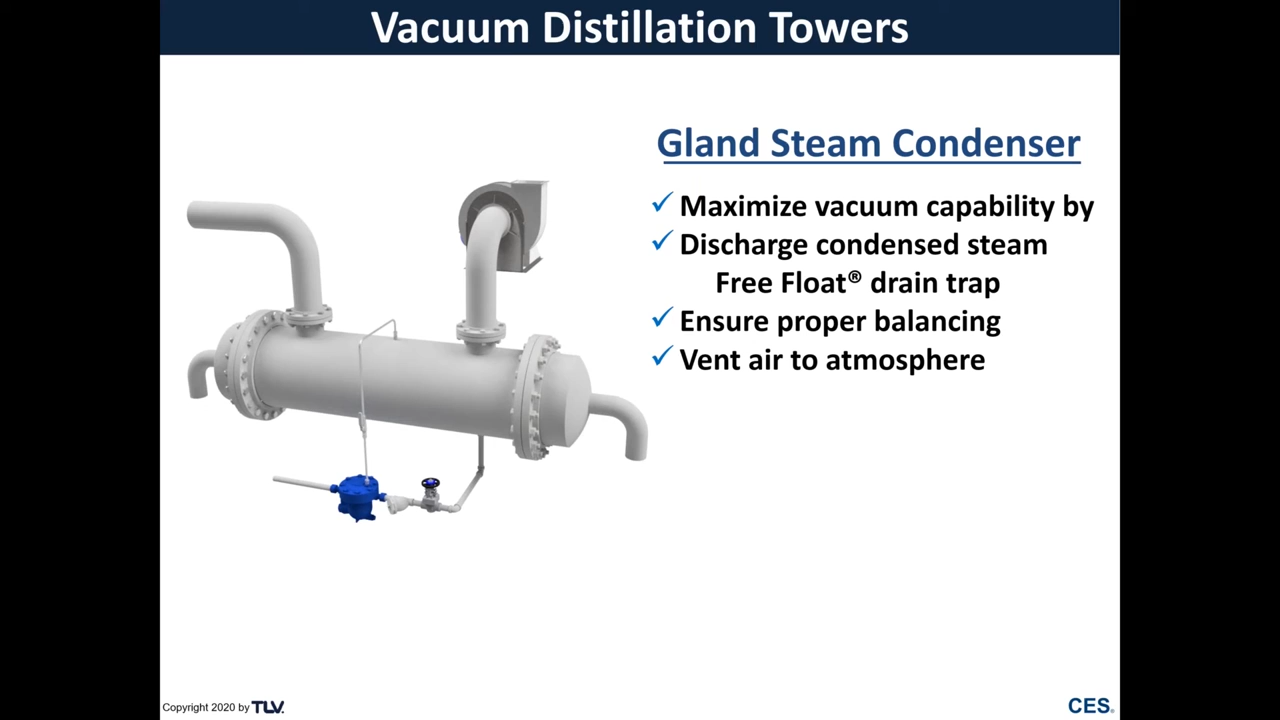 Vacuum Distillation Towers
Gland Steam Condenser
✓ Maximize vacuum capability by
✓ Discharge condensed steam
Free Float® drain trap
✓ Ensure proper balancing
✓ Vent air to atmosphere
Copyright 2020 by TLV.
CES®